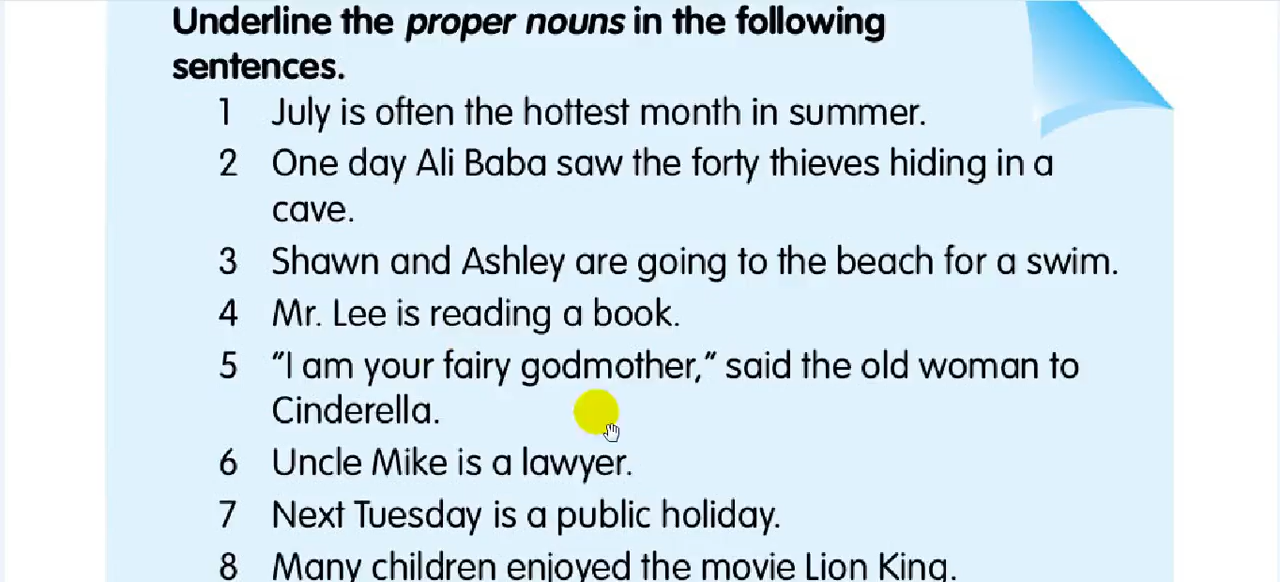 Underline the proper nouns in the following
sentences.
1 July is often the hottest month in summer.
2 One day Ali Baba saw the forty thieves hiding in a
cave.
3 Shawn and Ashley are going to the beach for a swim.
4 Mr. Lee is reading a book.
5 “I am your fairy godmother,” said the old woman to
Cinderella.
6 Uncle Mike is a lawyer.
7 Next Tuesday is a public holiday.
8 Many children enjoyed the movie Lion King.